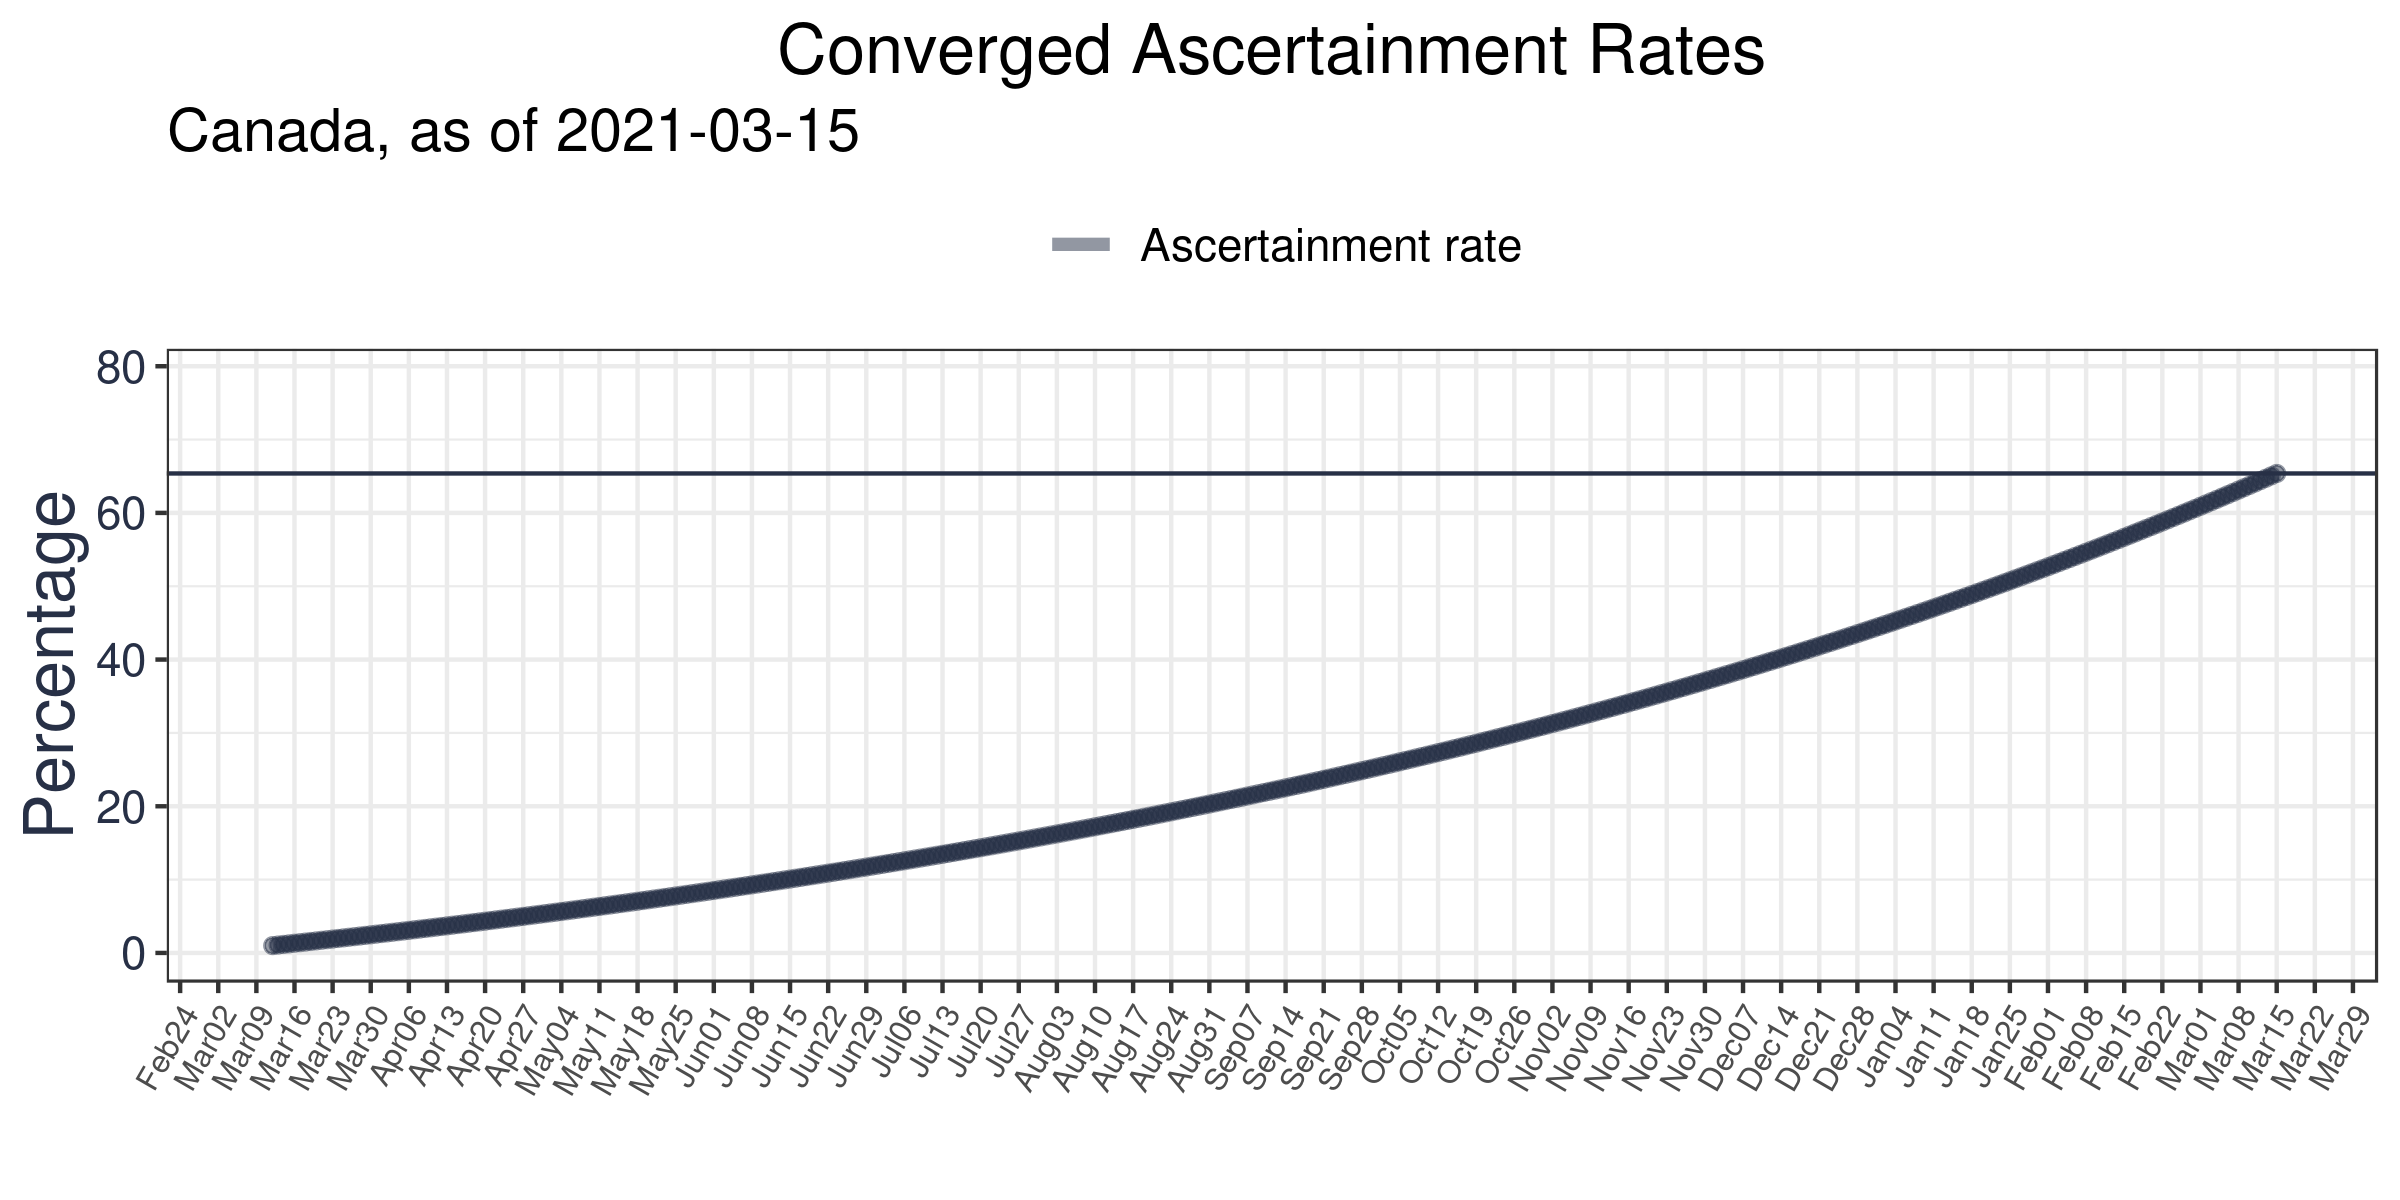 Converged Ascertainment Rates
Canada, as of 2021-03-15
Ascertainment rate
Percentage
80
60
40
20
0
Feb24
Mar02
Mar09
Mar16
Mar23
Mar30
Apr06
Apr13
Apr20
Apr27
May04
May11
May18
May25
Jun01
Jun08
Jun15
Jun22
Jun29
Jul06
Jul13
Jul20
Jul27
Aug03
Aug10
Aug17
Aug24
Aug31
Sep07
Sep14
Sep21
Sep28
Oct05
Oct12
Oct19
Oct26
Nov02
Nov09
Nov16
Nov23
Nov30
Dec07
Dec14
Dec21
Dec28
Jan04
Jan11
Jan18
Jan25
Feb01
Feb08
Feb15
Feb22
Mar01
Mar08
Mar15
Mar22
Mar29